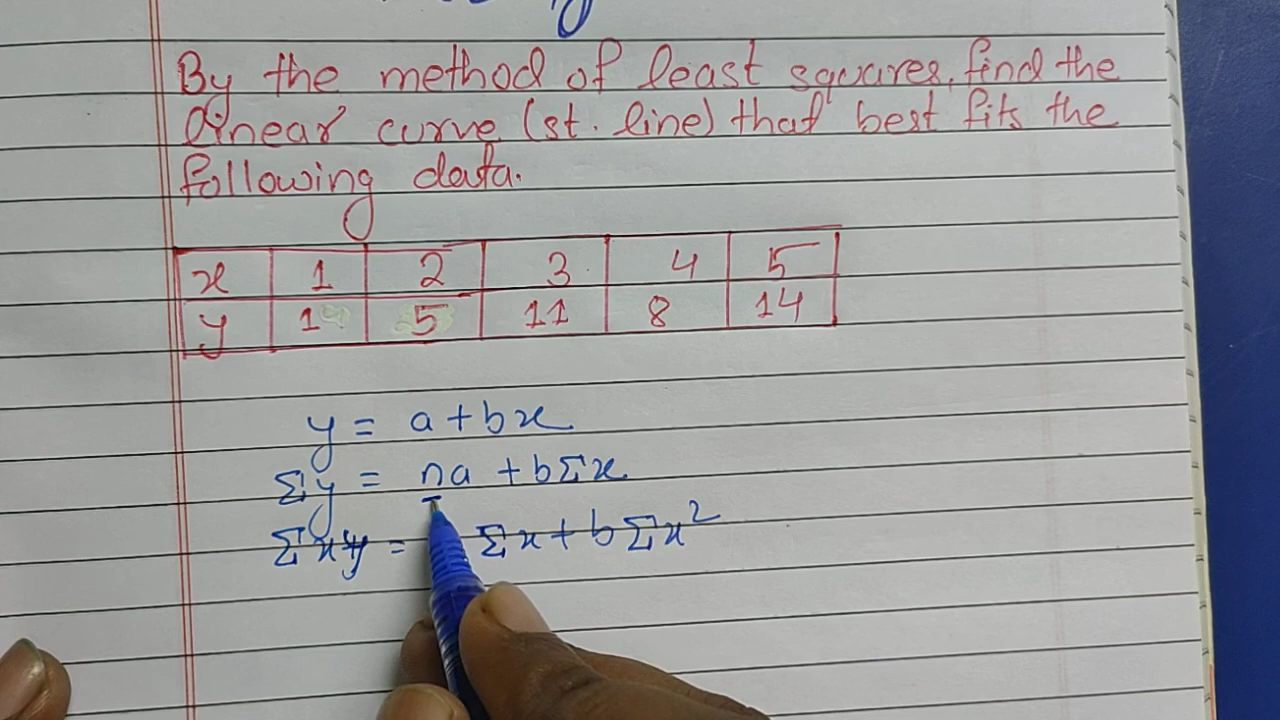 By the method of least squares, find the
linear curve (st. line) that best fits the
following data.
x 1 2 3 4 5
y 1 5 11 8 14
y = a + bx
Σy = na + bΣx
Σxy = Σx + bΣx²